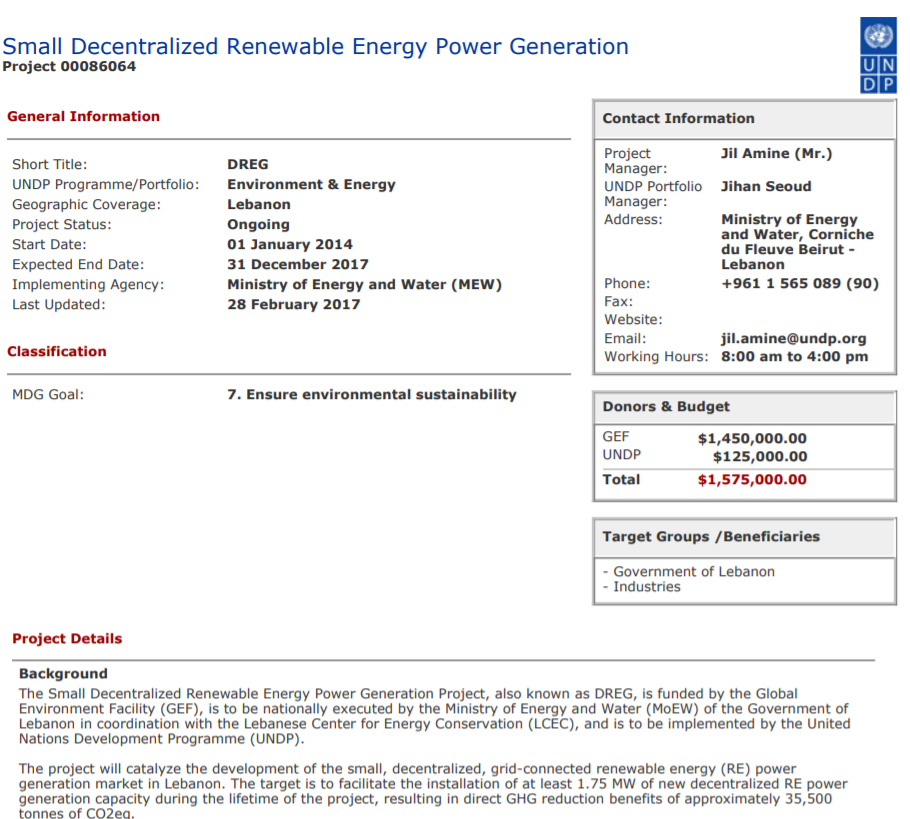 Small Decentralized Renewable Energy Power Generation
Project 00086064
U N
D P
General Information
Short Title: DREG
UNDP Programme/Portfolio: Environment & Energy
Geographic Coverage: Lebanon
Project Status: Ongoing
Start Date: 01 January 2014
Expected End Date: 31 December 2017
Implementing Agency: Ministry of Energy and Water (MEW)
Last Updated: 28 February 2017
Classification
MDG Goal: 7. Ensure environmental sustainability
Contact Information
Project Jil Amine (Mr.)
Manager:
UNDP Portfolio Jihan Seoud
Manager:
Address: Ministry of Energy
and Water, Corniche
du Fleuve Beirut -
Lebanon
Phone: +961 1 565 089 (90)
Fax:
Website:
Email: jil.amine@undp.org
Working Hours: 8:00 am to 4:00 pm
Donors & Budget
GEF $1,450,000.00
UNDP $125,000.00
Total $1,575,000.00
Target Groups /Beneficiaries
- Government of Lebanon
- Industries
Project Details
Background
The Small Decentralized Renewable Energy Power Generation Project, also known as DREG, is funded by the Global
Environment Facility (GEF), is to be nationally executed by the Ministry of Energy and Water (MoEW) of the Government of
Lebanon in coordination with the Lebanese Center for Energy Conservation (LCEC), and is to be implemented by the United
Nations Development Programme (UNDP).
The project will catalyze the development of the small, decentralized, grid-connected renewable energy (RE) power
generation market in Lebanon. The target is to facilitate the installation of at least 1.75 MW of new decentralized RE power
generation capacity during the lifetime of the project, resulting in direct GHG reduction benefits of approximately 35,500
tonnes of CO2eq.